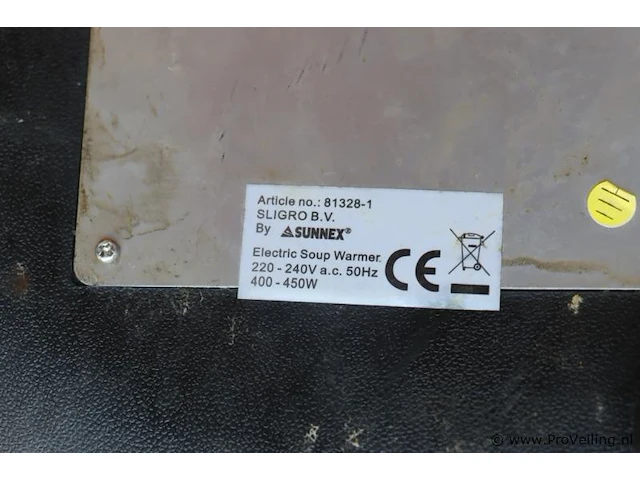 Article no.: 81328-1
SLIGRO B.V.
By SUNNEX®
Electric Soup Warmer.
220 - 240V a.c. 50Hz
400 - 450W
CE
© www.ProVeiling.nl